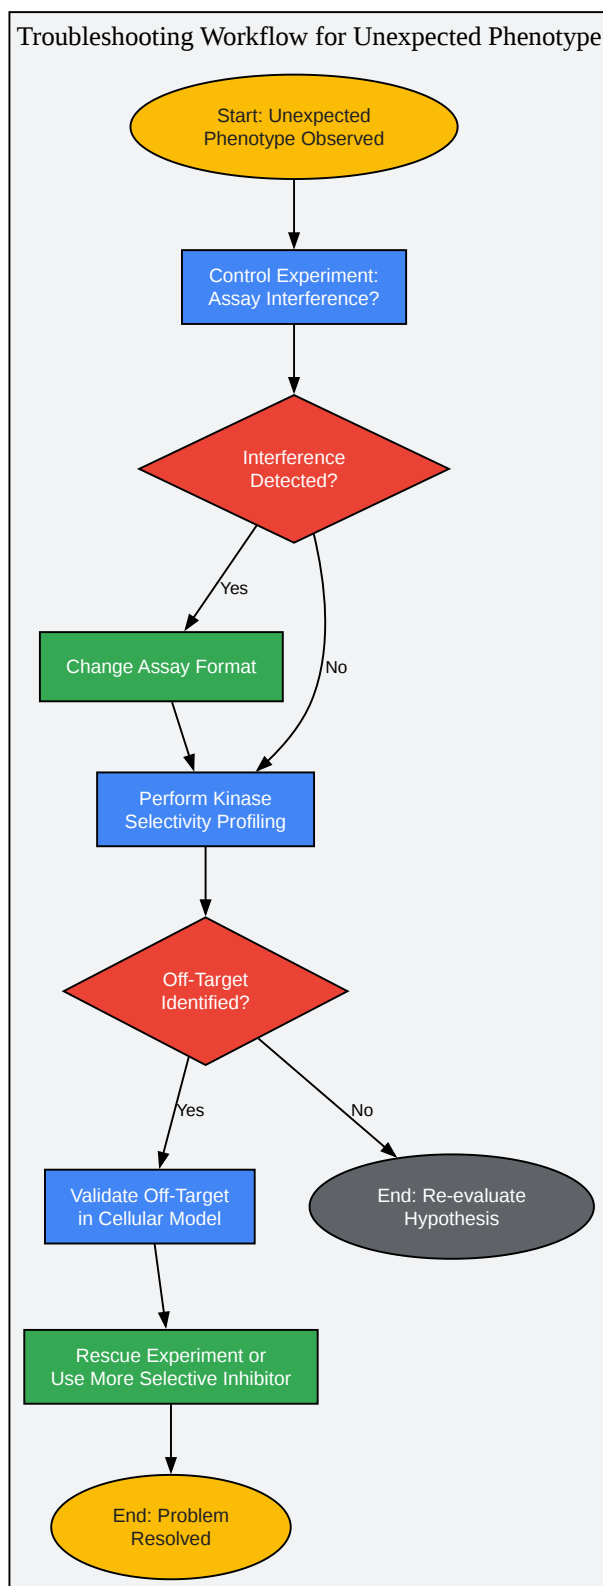 Troubleshooting Workflow for Unexpected Phenotype
Start: Unexpected
Phenotype Observed
Control Experiment:
Assay Interference?
Interference
Detected?
Yes
No
Change Assay Format
Perform Kinase
Selectivity Profiling
Off-Target
Identified?
Yes
No
Validate Off-Target
in Cellular Model
End: Re-evaluate
Hypothesis
Rescue Experiment or
Use More Selective Inhibitor
End: Problem
Resolved